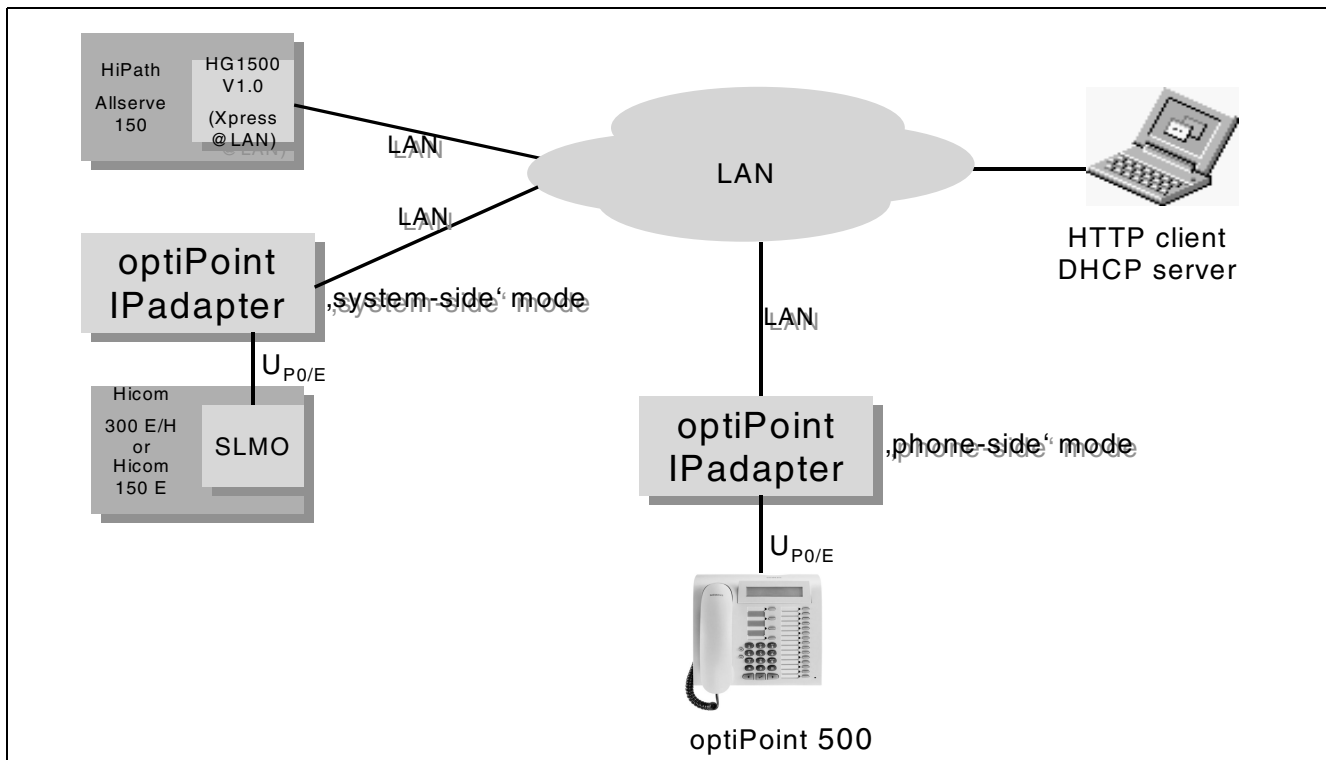 HiPath
Allserve
150
HG1500
V1.0
(Xpress
@LAN)
LAN
LAN
LAN
HTTP client
DHCP server
optiPoint
IPadapter
‚system-side‘ mode
U P0/E
Hicom
300 E/H
or
Hicom
150 E
SLMO
LAN
optiPoint
IPadapter
‚phone-side‘ mode
U P0/E
optiPoint 500